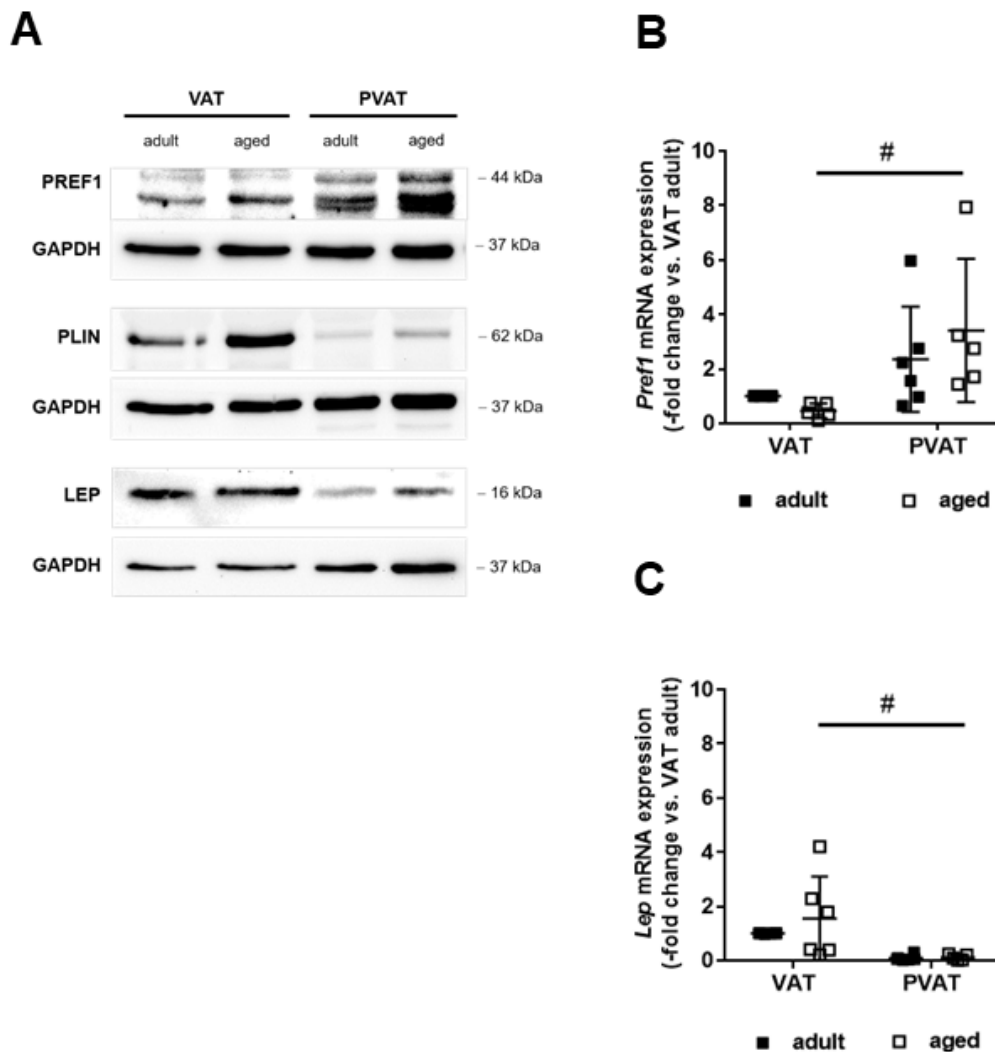 A
VAT PVAT
adult aged adult aged
PREF1 – 44 kDa
GAPDH – 37 kDa
PLIN – 62 kDa
GAPDH – 37 kDa
LEP – 16 kDa
GAPDH – 37 kDa
B
Pref1 mRNA expression
(-fold change vs. VAT adult)
10
8
6
4
2
0
#
VAT PVAT
■ adult □ aged
C
Lep mRNA expression
(-fold change vs. VAT adult)
10
8
6
4
2
0
#
VAT PVAT
■ adult □ aged